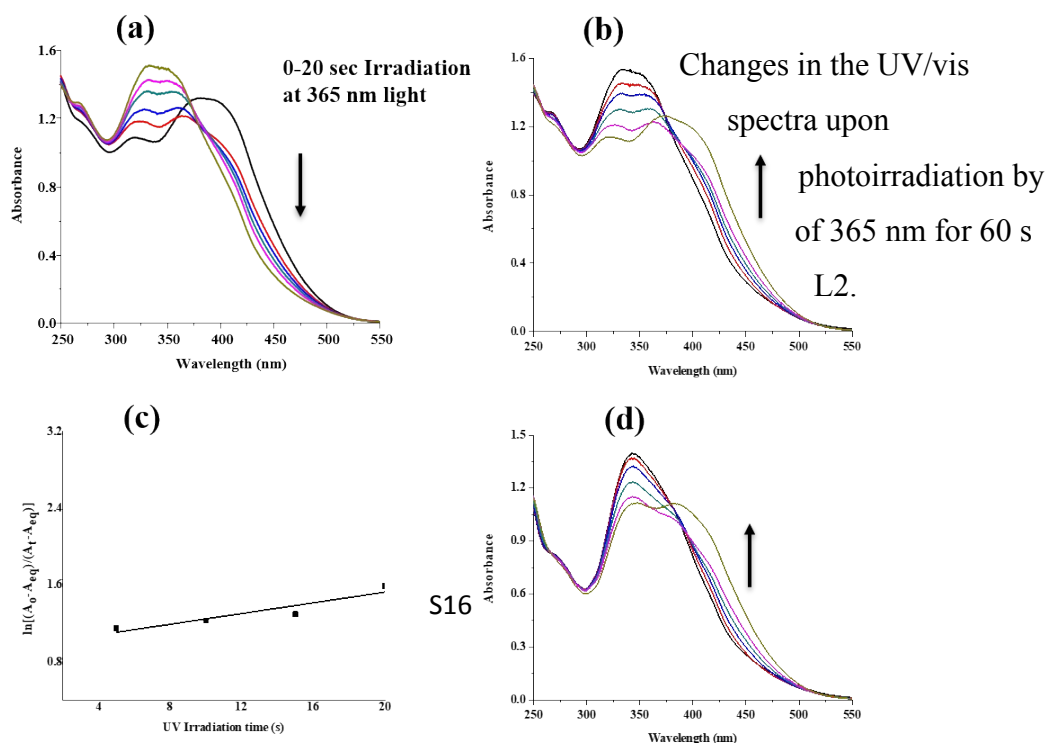 (a)
0-20 sec Irradiation
at 365 nm light
1.6
1.2
0.8
0.4
0.0
Absorbance
250 300 350 400 450 500 550
Wavelength (nm)
(b)
Changes in the UV/vis
spectra upon
photoirradiation by
of 365 nm for 60 s
L2.
1.6
1.2
0.8
0.4
0.0
Absorbance
250 300 350 400 450 500 550
Wavelength (nm)
(c)
3.2
2.4
1.6
0.8
ln[(Ao-Aeq)/(At-Aeq)]
4 8 12 16 20
UV Irradiation time (s)
S16
(d)
1.5
1.2
0.9
0.6
0.3
0.0
Absorbance
250 300 350 400 450 500 550
Wavelength (nm)